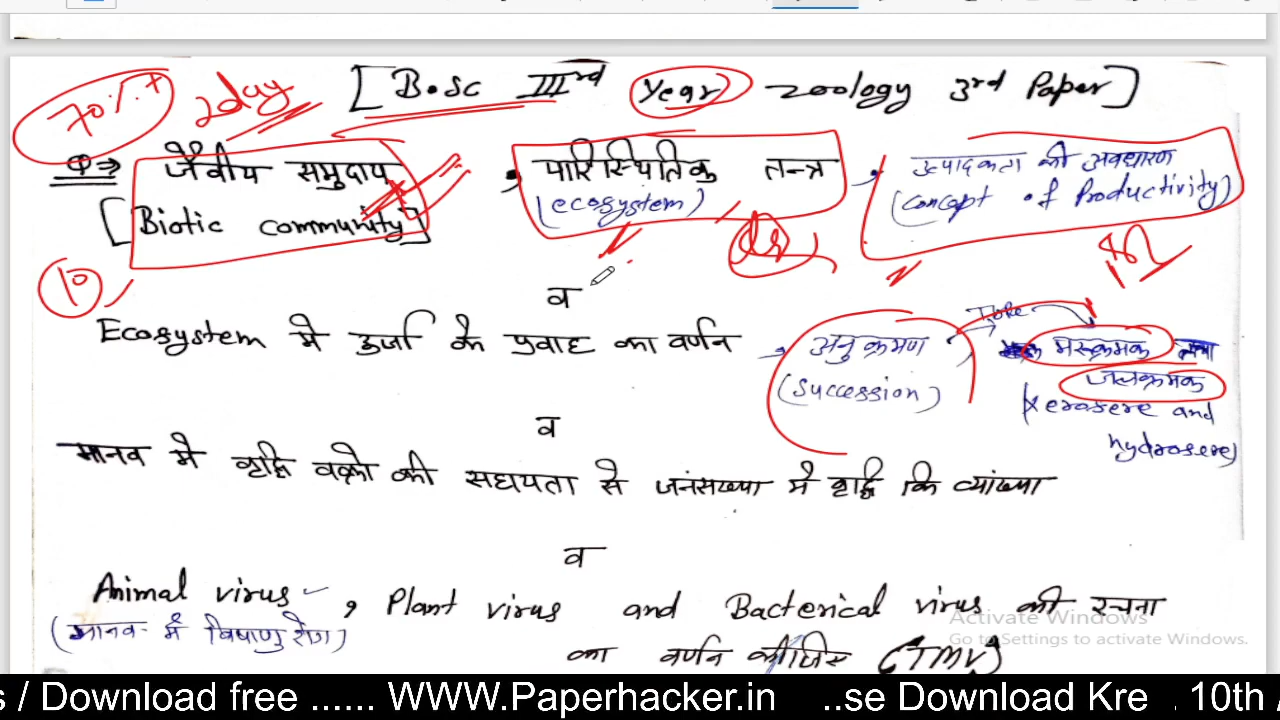 70%+ 2day [B.sc IIIrd Year zoology 3rd Paper]
Q⇒ जैवीय समुदाय , पारिस्थितिक तन्त्र , उत्पादकता की अवधारण
[Biotic community] (ecosystem) (concept of Productivity)
10
व
Ecosystem मे ऊर्जा के प्रवाह का वर्णन , अनुक्रमण मरुक्रमक तथा
(succession) जलक्रमक
(xerosere and
hydrosere)
व
मानव मे वृद्धि वक्रो की सहायता से जंनसंख्या मे वृद्धि कि व्यांख्या
व
Animal virus , Plant virus and Bacterical virus की रचना
(मानव में विषाणु रोग)
का वर्णन कीजिए (TMV)
Activate Windows
Go to Settings to activate Windows.
s / Download free ...... WWW.Paperhacker.in ..se Download Kre . 10th